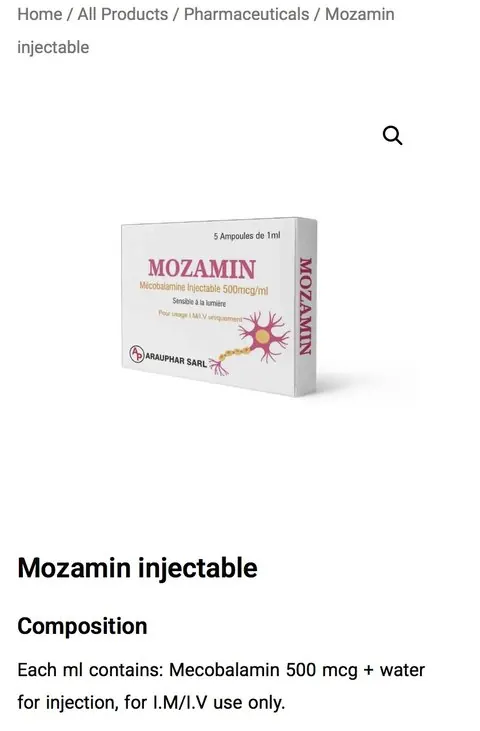 Home / All Products / Pharmaceuticals / Mozamin
injectable
5 Ampoules de 1ml
MOZAMIN
Mécobalamine Injectable 500mcg/ml
Sensible à la lumière
Pour usage I.M/I.V uniquement
AP ARAUPHAR SARL
MOZAMIN
Mozamin injectable
Composition
Each ml contains: Mecobalamin 500 mcg + water
for injection, for I.M/I.V use only.